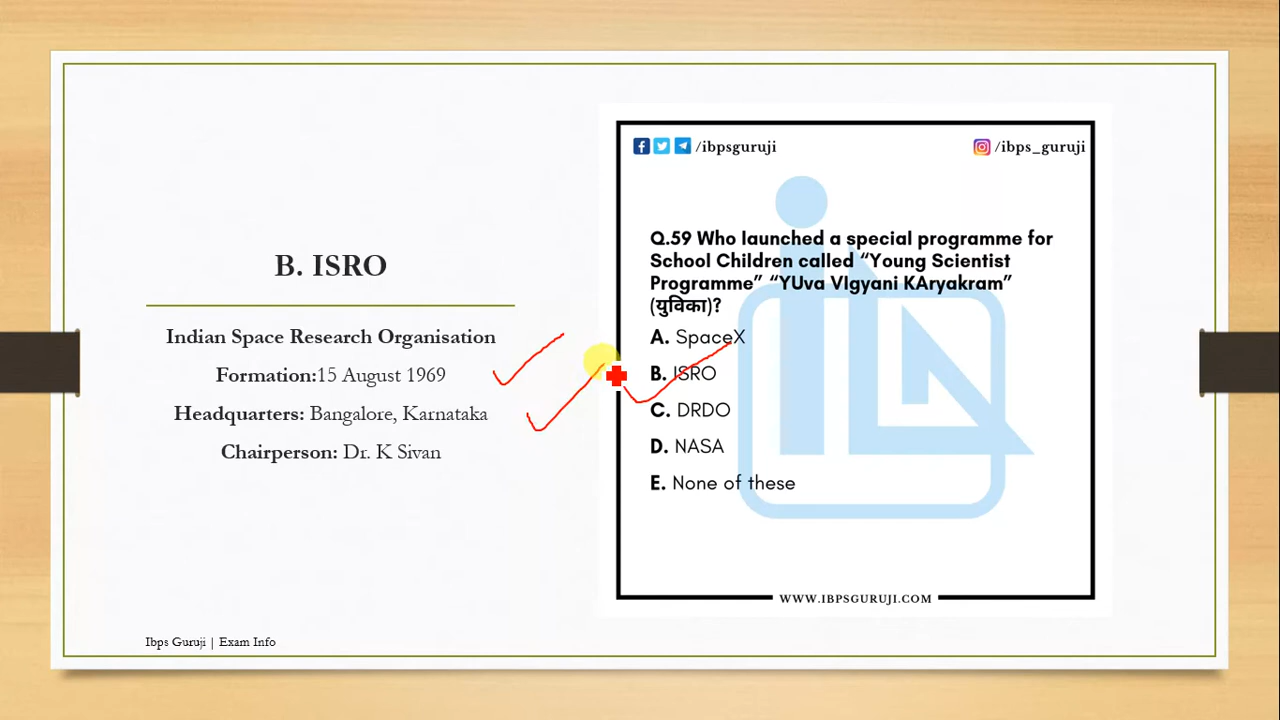 B. ISRO
Indian Space Research Organisation
Formation:15 August 1969
Headquarters: Bangalore, Karnataka
Chairperson: Dr. K Sivan
Ibps Guruji | Exam Info
/ibpsguruji
/ibps_guruji
Q.59 Who launched a special programme for
School Children called “Young Scientist
Programme” “YUva VIgyani KAryakram”
(युविका)?
A. SpaceX
B. ISRO
C. DRDO
D. NASA
E. None of these
WWW.IBPSGURUJI.COM